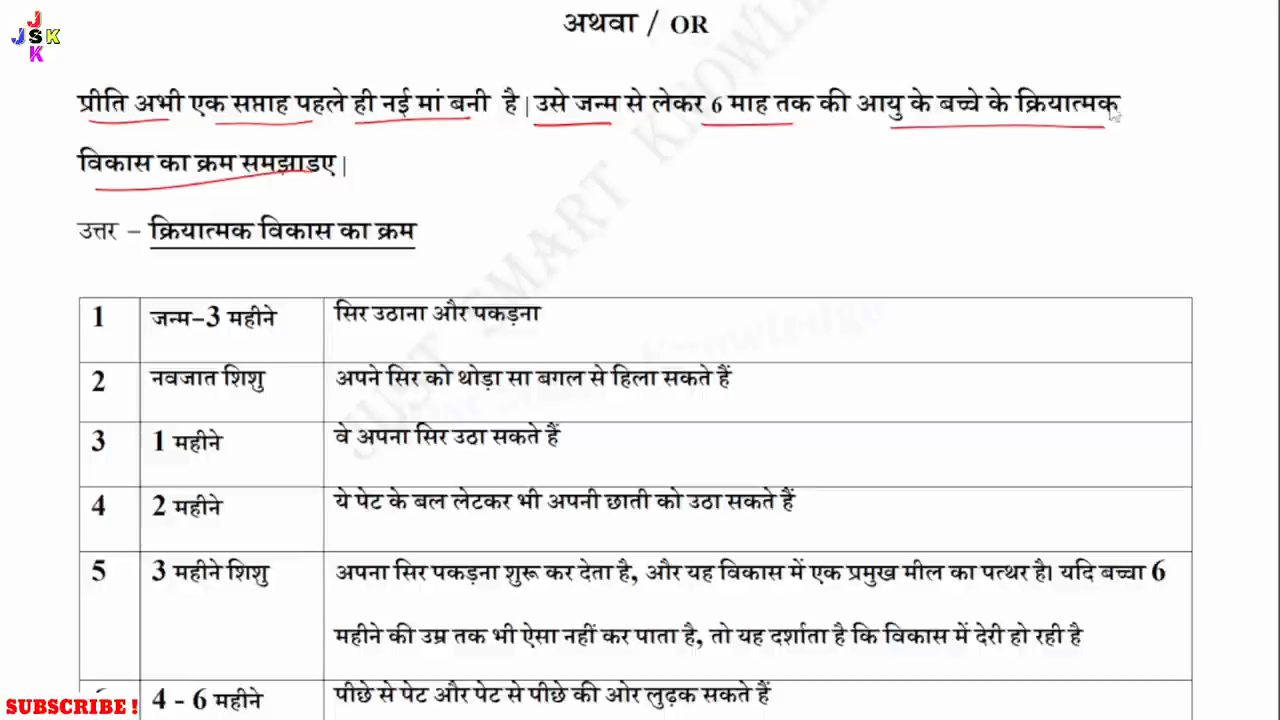 J
JSK
K
अथवा / OR
प्रीति अभी एक सप्ताह पहले ही नई मां बनी है | उसे जन्म से लेकर 6 माह तक की आयु के बच्चे के क्रियात्मक
विकास का क्रम समझाडए |
उत्तर – क्रियात्मक विकास का क्रम
1 जन्म–3 महीने सिर उठाना और पकड़ना
2 नवजात शिशु अपने सिर को थोड़ा सा बगल से हिला सकते हैं
3 1 महीने वे अपना सिर उठा सकते हैं
4 2 महीने ये पेट के बल लेटकर भी अपनी छाती को उठा सकते हैं
5 3 महीने शिशु अपना सिर पकड़ना शुरू कर देता है, और यह विकास में एक प्रमुख मील का पत्थर है। यदि बच्चा 6
महीने की उम्र तक भी ऐसा नहीं कर पाता है, तो यह दर्शाता है कि विकास में देरी हो रही है
4 - 6 महीने पीछे से पेट और पेट से पीछे की ओर लुढ़क सकते हैं
SUBSCRIBE !
JUST SMART KNOWL